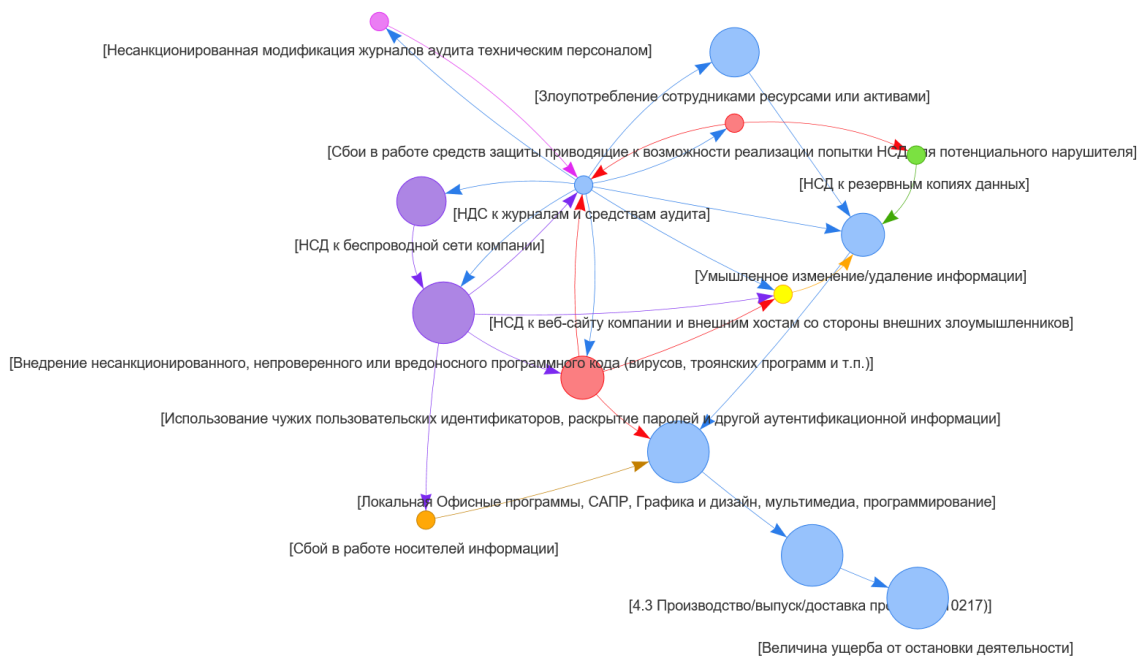 [Несанкционированная модификация журналов аудита техническим персоналом]
[Злоупотребление сотрудниками ресурсами или активами]
[Сбои в работе средств защиты приводящие к возможности реализации попытки НСД для потенциального нарушителя]
[НСД к резервным копиях данных]
[НДС к журналам и средствам аудита]
[НСД к беспроводной сети компании]
[Умышленное изменение/удаление информации]
[НСД к веб-сайту компании и внешним хостам со стороны внешних злоумышленников]
[Внедрение несанкционированного, непроверенного или вредоносного программного кода (вирусов, троянских программ и т.п.)]
[Использование чужих пользовательских идентификаторов, раскрытие паролей и другой аутентификационной информации]
[Локальная Офисные программы, САПР, Графика и дизайн, мультимедиа, программирование]
[Сбой в работе носителей информации]
[4.3 Производство/выпуск/доставка 10217)]
[Величина ущерба от остановки деятельности]